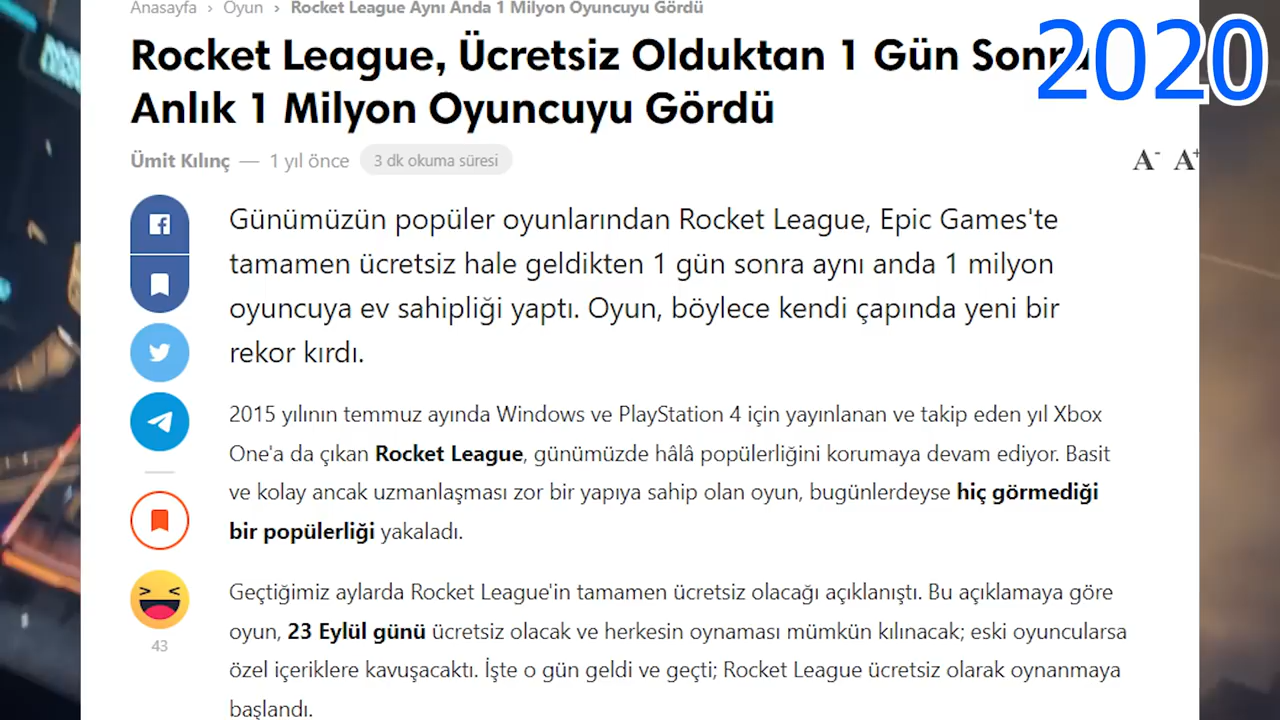 Anasayfa › Oyun › Rocket League Aynı Anda 1 Milyon Oyuncuyu Gördü
2020
Rocket League, Ücretsiz Olduktan 1 Gün Sonra
Anlık 1 Milyon Oyuncuyu Gördü
Ümit Kılınç — 1 yıl önce 3 dk okuma süresi
A- A+
Günümüzün popüler oyunlarından Rocket League, Epic Games'te
tamamen ücretsiz hale geldikten 1 gün sonra aynı anda 1 milyon
oyuncuya ev sahipliği yaptı. Oyun, böylece kendi çapında yeni bir
rekor kırdı.
2015 yılının temmuz ayında Windows ve PlayStation 4 için yayınlanan ve takip eden yıl Xbox
One'a da çıkan Rocket League, günümüzde hâlâ popülerliğini korumaya devam ediyor. Basit
ve kolay ancak uzmanlaşması zor bir yapıya sahip olan oyun, bugünlerdeyse hiç görmediği
bir popülerliği yakaladı.
Geçtiğimiz aylarda Rocket League'in tamamen ücretsiz olacağı açıklanıştı. Bu açıklamaya göre
oyun, 23 Eylül günü ücretsiz olacak ve herkesin oynaması mümkün kılınacak; eski oyuncularsa
43
özel içeriklere kavuşacaktı. İşte o gün geldi ve geçti; Rocket League ücretsiz olarak oynanmaya
başlandı.